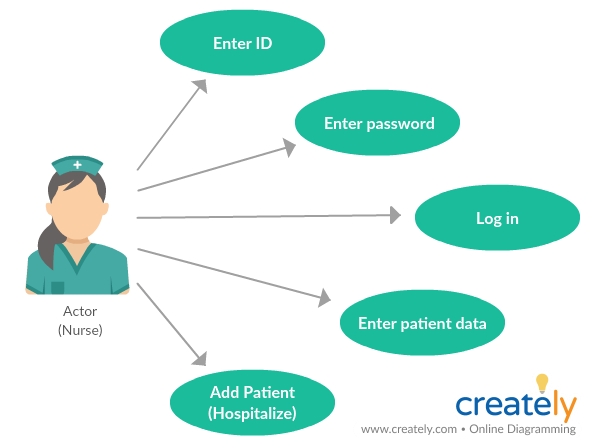 Enter ID
Enter password
Log in
Actor
(Nurse)
Enter patient data
Add Patient
(Hospitalize)
creately
www.creately.com • Online Diagramming